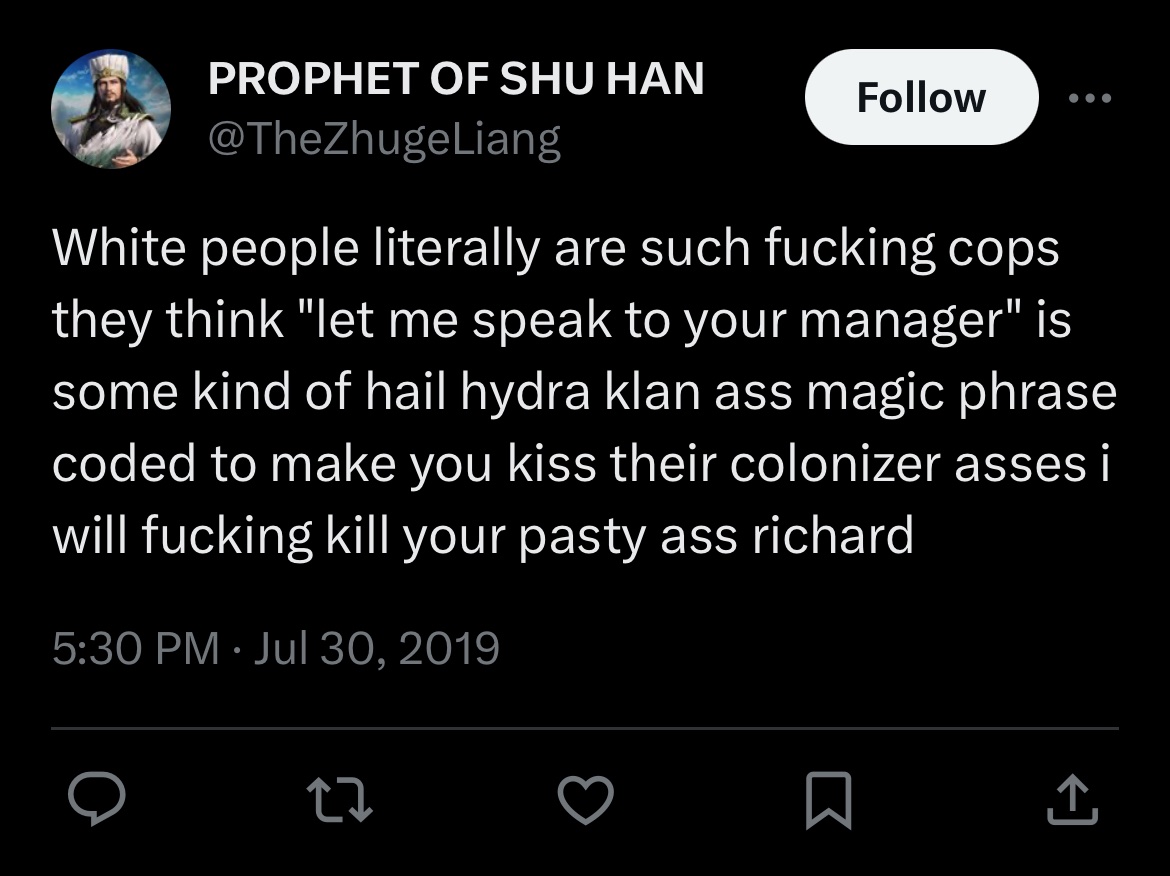 PROPHET OF SHU HAN
@TheZhugeLiang
Follow
White people literally are such fucking cops
they think "let me speak to your manager" is
some kind of hail hydra klan ass magic phrase
coded to make you kiss their colonizer asses i
will fucking kill your pasty ass richard
5:30 PM · Jul 30, 2019